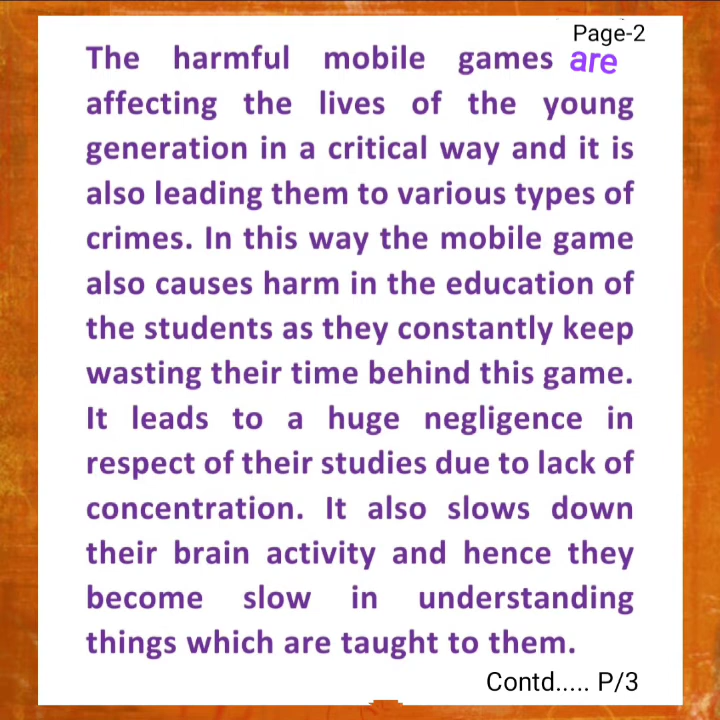 Page-2
The harmful mobile games are
affecting the lives of the young
generation in a critical way and it is
also leading them to various types of
crimes. In this way the mobile game
also causes harm in the education of
the students as they constantly keep
wasting their time behind this game.
It leads to a huge negligence in
respect of their studies due to lack of
concentration. It also slows down
their brain activity and hence they
become slow in understanding
things which are taught to them.
Contd..... P/3